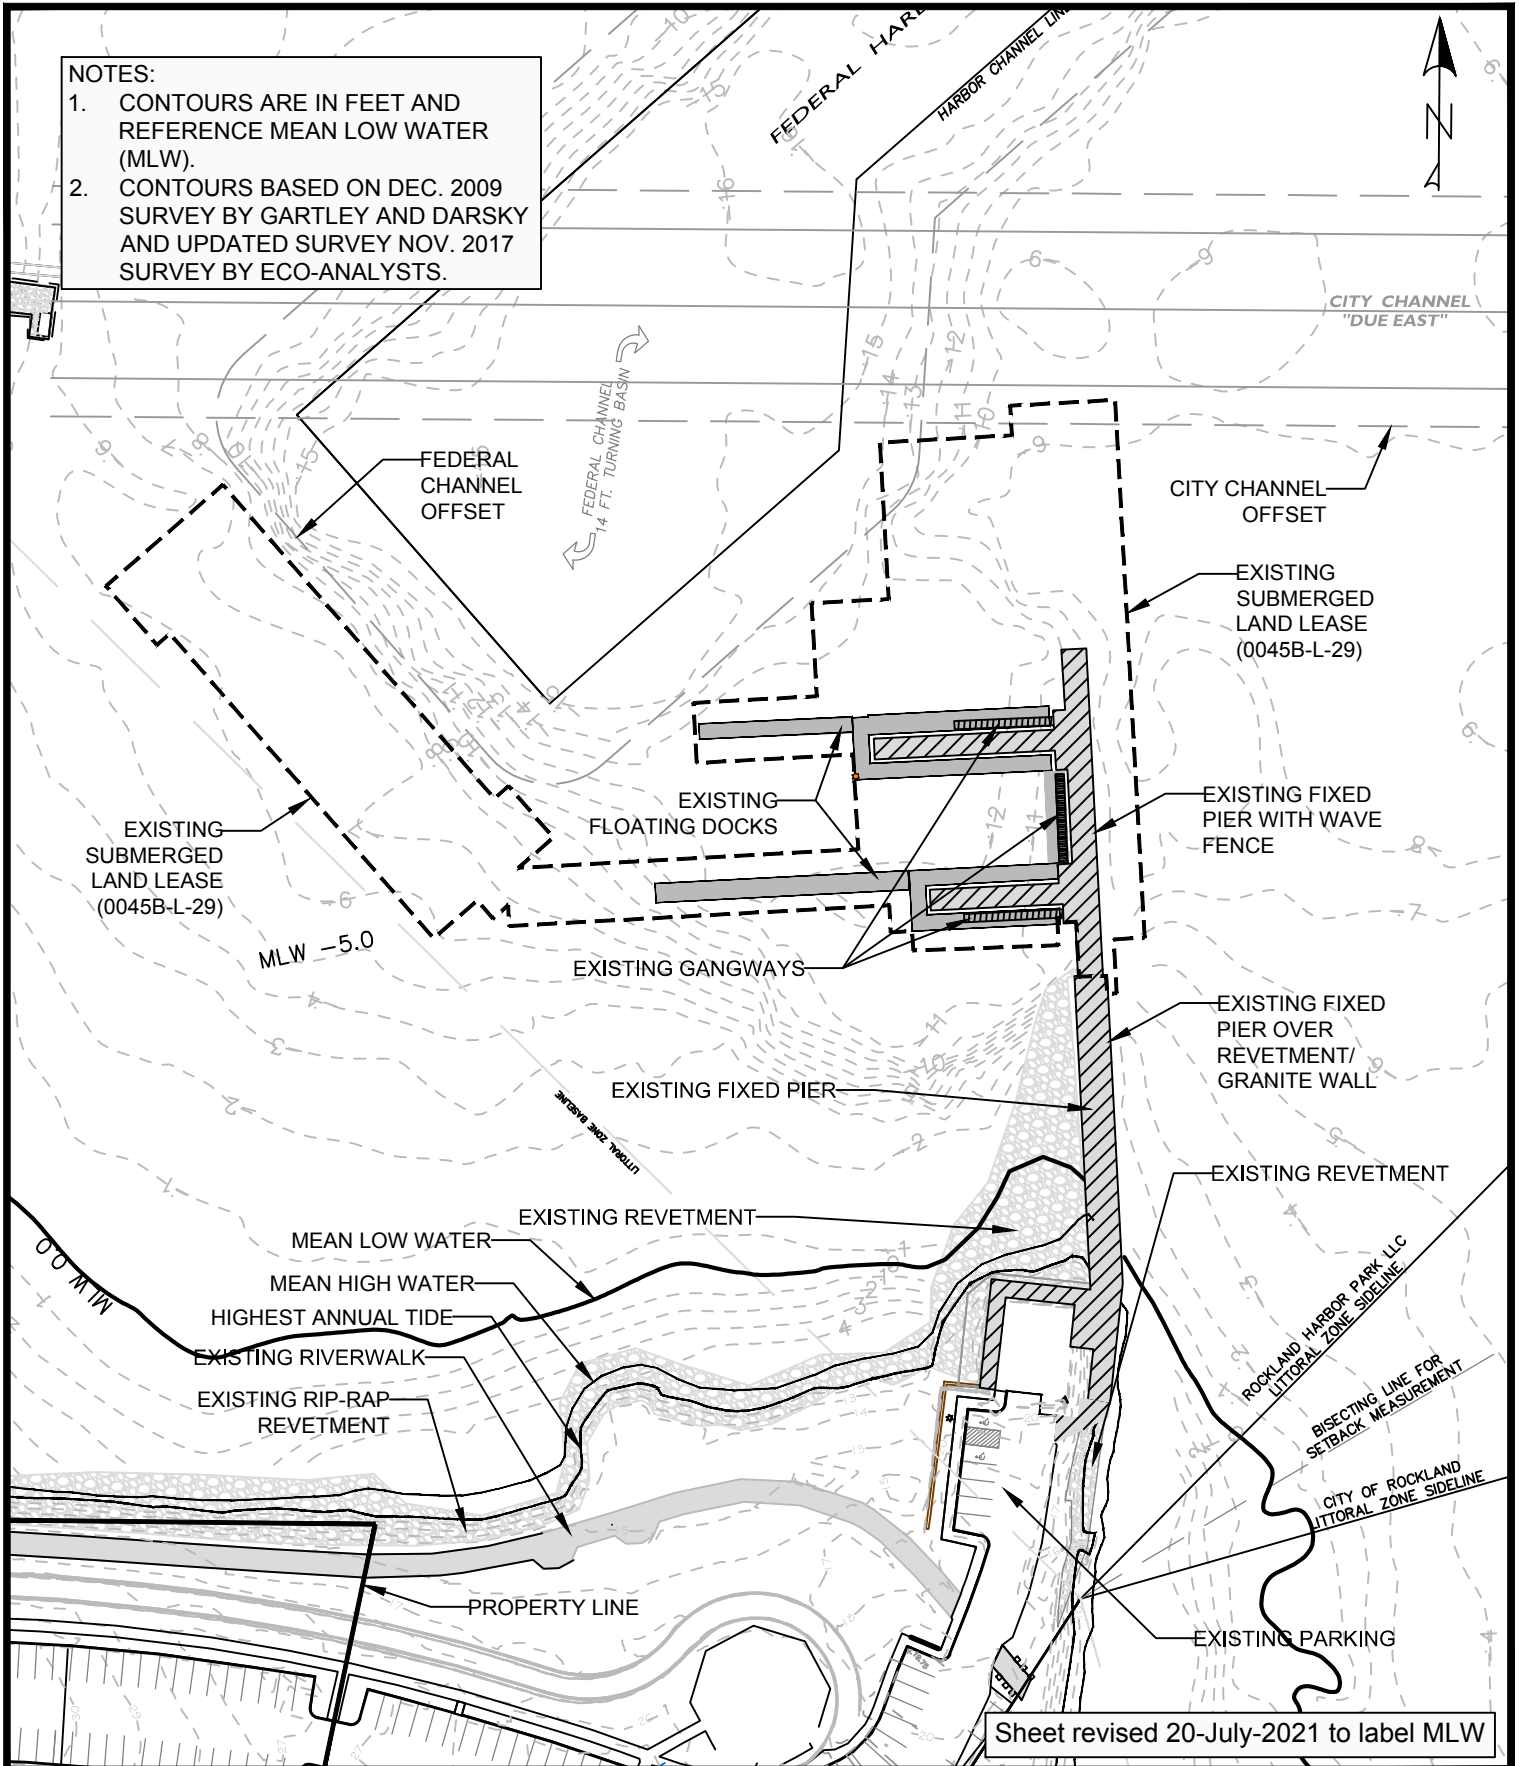 NOTES:
1. CONTOURS ARE IN FEET AND
REFERENCE MEAN LOW WATER
(MLW).
2. CONTOURS BASED ON DEC. 2009
SURVEY BY GARTLEY AND DARSKY
AND UPDATED SURVEY NOV. 2017
SURVEY BY ECO-ANALYSTS.
FEDERAL
HARBOR CHANNEL LINE
N
CITY CHANNEL
"DUE EAST"
FEDERAL CHANNEL
14 FT. TURNING BASIN
FEDERAL
CHANNEL
OFFSET
CITY CHANNEL
OFFSET
EXISTING
SUBMERGED
LAND LEASE
(0045B-L-29)
EXISTING
FLOATING DOCKS
EXISTING FIXED
PIER WITH WAVE
FENCE
EXISTING
SUBMERGED
LAND LEASE
(0045B-L-29)
MLW -5.0
EXISTING GANGWAYS
EXISTING FIXED
PIER OVER
REVETMENT/
GRANITE WALL
EXISTING FIXED PIER
LITTORAL ZONE BASELINE
EXISTING REVETMENT
EXISTING REVETMENT
MEAN LOW WATER
MLW 0.0
MEAN HIGH WATER
HIGHEST ANNUAL TIDE
EXISTING RIVERWALK
EXISTING RIP-RAP
REVETMENT
ROCKLAND HARBOR PARK LLC
LITTORAL ZONE SIDELINE
BISECTING LINE FOR
SETBACK MEASUREMENT
CITY OF ROCKLAND
LITTORAL ZONE SIDELINE
PROPERTY LINE
EXISTING PARKING
Sheet revised 20-July-2021 to label MLW